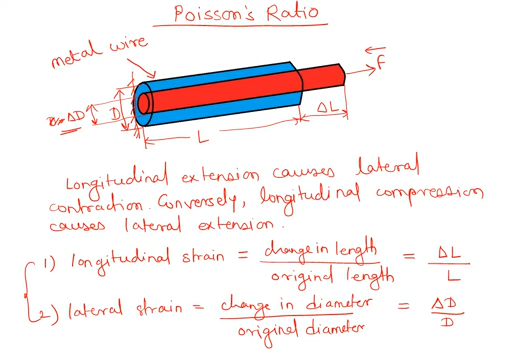 Poisson's Ratio
metal wire
F
D-ΔD
D
L
ΔL
Longitudinal extension causes lateral
contraction. Conversely, longitudinal compression
causes lateral extension.
1) longitudinal strain = change in length / original length = ΔL / L
2) lateral strain = change in diameter / original diameter = ΔD / D